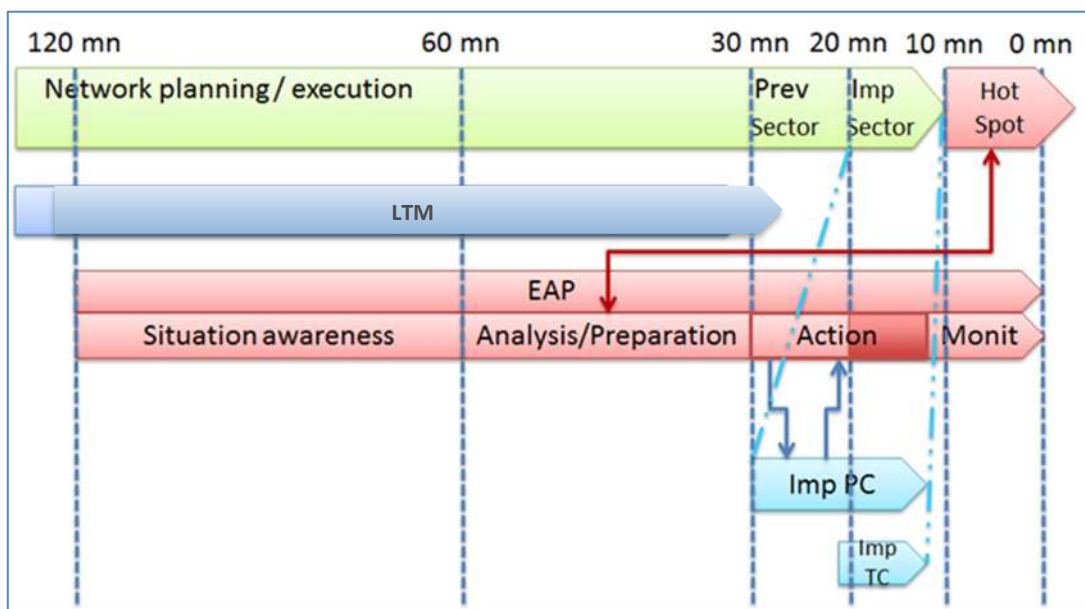 120 mn 60 mn 30 mn 20 mn 10 mn 0 mn
Network planning / execution
Prev
Sector
Imp
Sector
Hot
Spot
LTM
EAP
Situation awareness
Analysis/Preparation
Action
Monit
Imp PC
Imp
TC